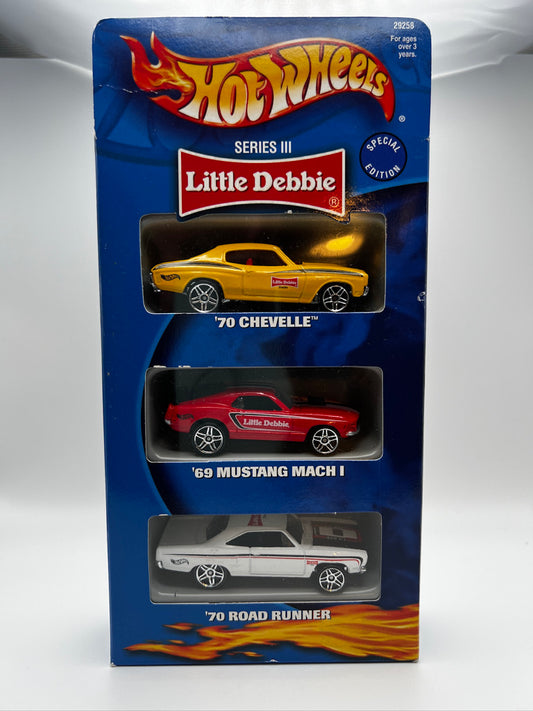 29258
For ages
over 3
years.
HOT WHEELS
®
SERIES III
SPECIAL
EDITION
Little Debbie
®
Little Debbie
'70 CHEVELLE™
Little Debbie
'69 MUSTANG MACH I
'70 ROAD RUNNER